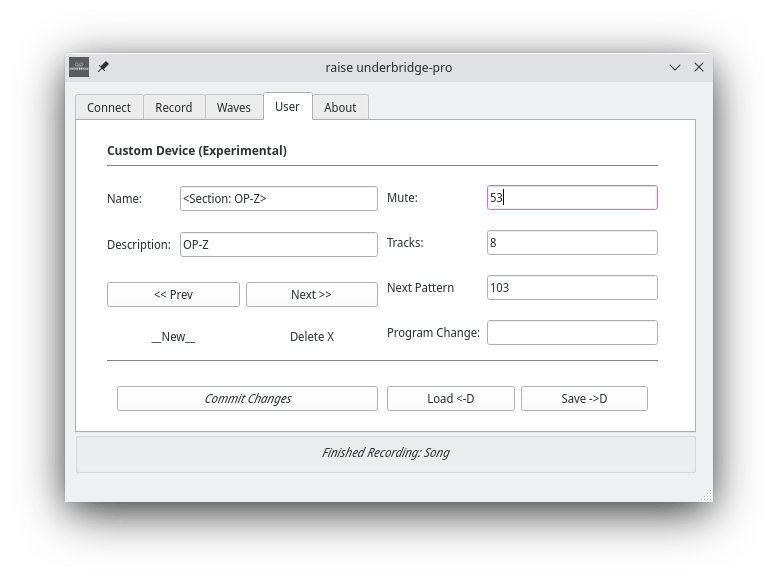 raise underbridge-pro
Connect Record Waves User About
Custom Device (Experimental)
Name: <Section: OP-Z> Mute: 53
Description: OP-Z Tracks: 8
<< Prev Next >> Next Pattern 103
__New__ Delete X Program Change:
Commit Changes Load <-D Save ->D
Finished Recording: Song